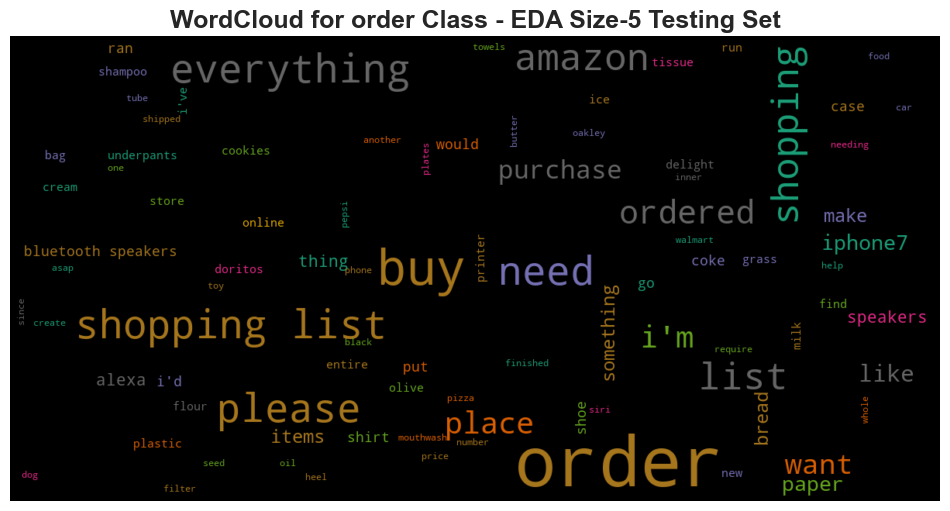 WordCloud for order Class - EDA Size-5 Testing Set
ran
towels
run
everything
amazon
tissue
shopping
food
shampoo
tube
i've
ice
case
car
shipped
another
would
butter
oakley
needing
bag
underpants
cookies
plates
one
purchase
delight
inner
cream
store
online
pepsi
ordered
make
bluetooth speakers
walmart
iphone7
asap
doritos
thing
phone
buy
printer
need
coke
grass
help
toy
go
since
create
shopping list
black
something
i'm
find
speakers
milk
require
entire
put
finished
alexa
i'd
olive
list
like
flour
please
pizza
place
shoe
siri
bread
whole
plastic
items
shirt
mouthwash
number
price
order
want
seed
oil
dog
filter
heel
new
paper